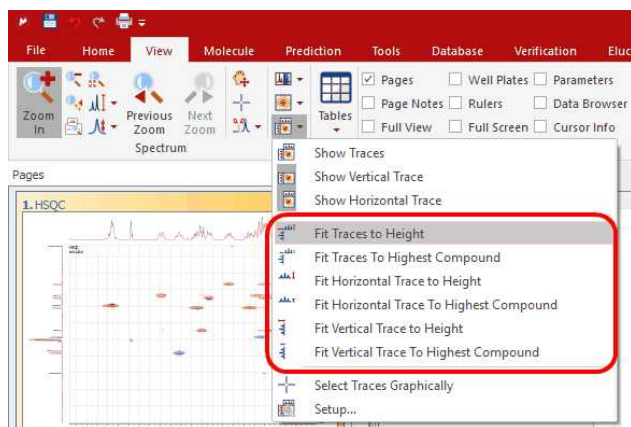 File Home View Molecule Prediction Tools Database Verification Eluc
Zoom In
Previous Zoom
Next Zoom
Spectrum
Tables
Pages Well Plates Parameters
Page Notes Rulers Data Browser
Full View Full Screen Cursor Info
Pages
1. HSQC
Show Traces
Show Vertical Trace
Show Horizontal Trace
Fit Traces to Height
Fit Traces To Highest Compound
Fit Horizontal Trace to Height
Fit Horizontal Trace To Highest Compound
Fit Vertical Trace to Height
Fit Vertical Trace To Highest Compound
Select Traces Graphically
Setup...